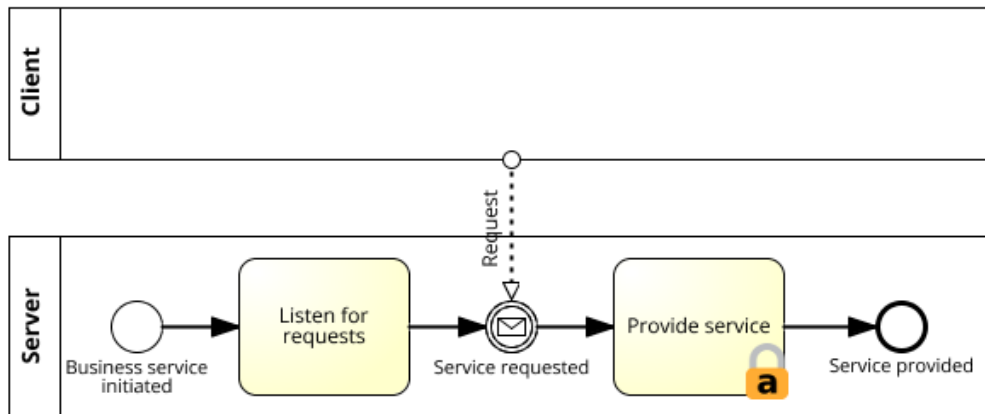 Client
Request
Server
Business service
initiated
Listen for
requests
Service requested
Provide service
a
Service provided